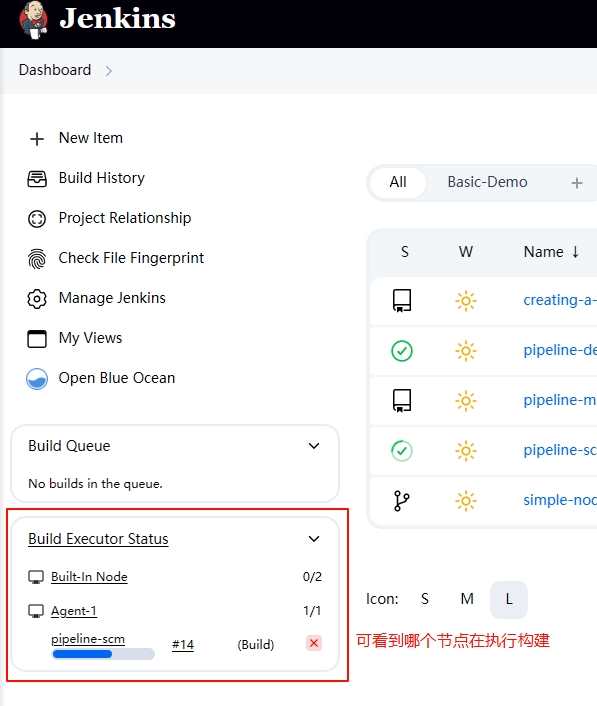 Jenkins
Dashboard
New Item
Build History
Project Relationship
Check File Fingerprint
Manage Jenkins
My Views
Open Blue Ocean
Build Queue
No builds in the queue.
Build Executor Status
Built-In Node 0/2
Agent-1 1/1
pipeline-scm #14 (Build)
All Basic-Demo +
S W Name ↓
creating-a-
pipeline-de
pipeline-m
pipeline-sc
simple-nod
Icon: S M L
可看到哪个节点在执行构建